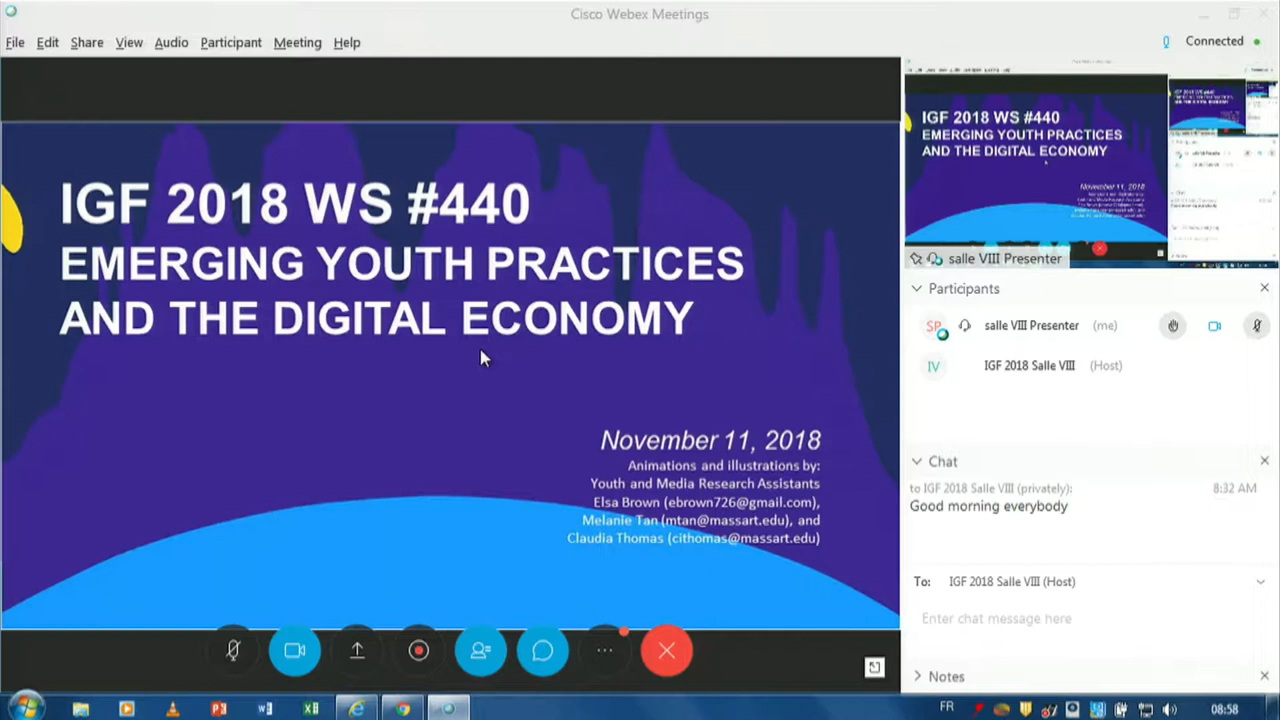 Cisco Webex Meetings
File Edit Share View Audio Participant Meeting Help
Connected
IGF 2018 WS #440
EMERGING YOUTH PRACTICES
AND THE DIGITAL ECONOMY
November 11, 2018
Animations and illustrations by:
Youth and Media Research Assistants
Elsa Brown (ebrown726@gmail.com),
Melanie Tan (mtan@massart.edu), and
Claudia Thomas (cithomas@massart.edu)
IGF 2018 WS #440
EMERGING YOUTH PRACTICES
AND THE DIGITAL ECONOMY
November 11, 2018
salle VIII Presenter
Participants
SP salle VIII Presenter (me)
IV IGF 2018 Salle VIII (Host)
Chat
to IGF 2018 Salle VIII (privately): 8:32 AM
Good morning everybody
To: IGF 2018 Salle VIII (Host)
Enter chat message here
Notes
FR 08:58